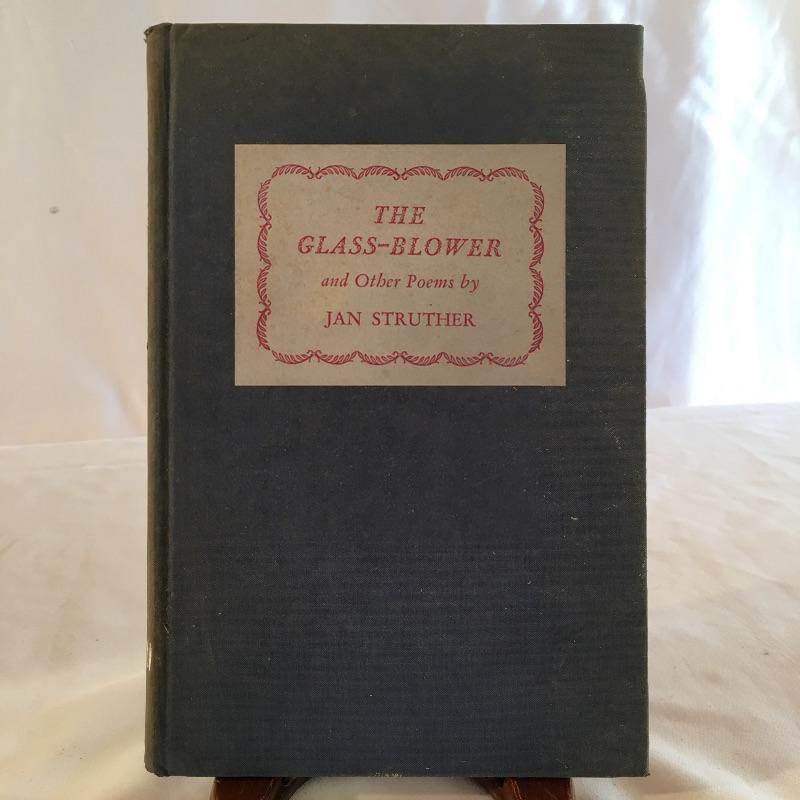 THE
GLASS-BLOWER
and Other Poems by
JAN STRUTHER